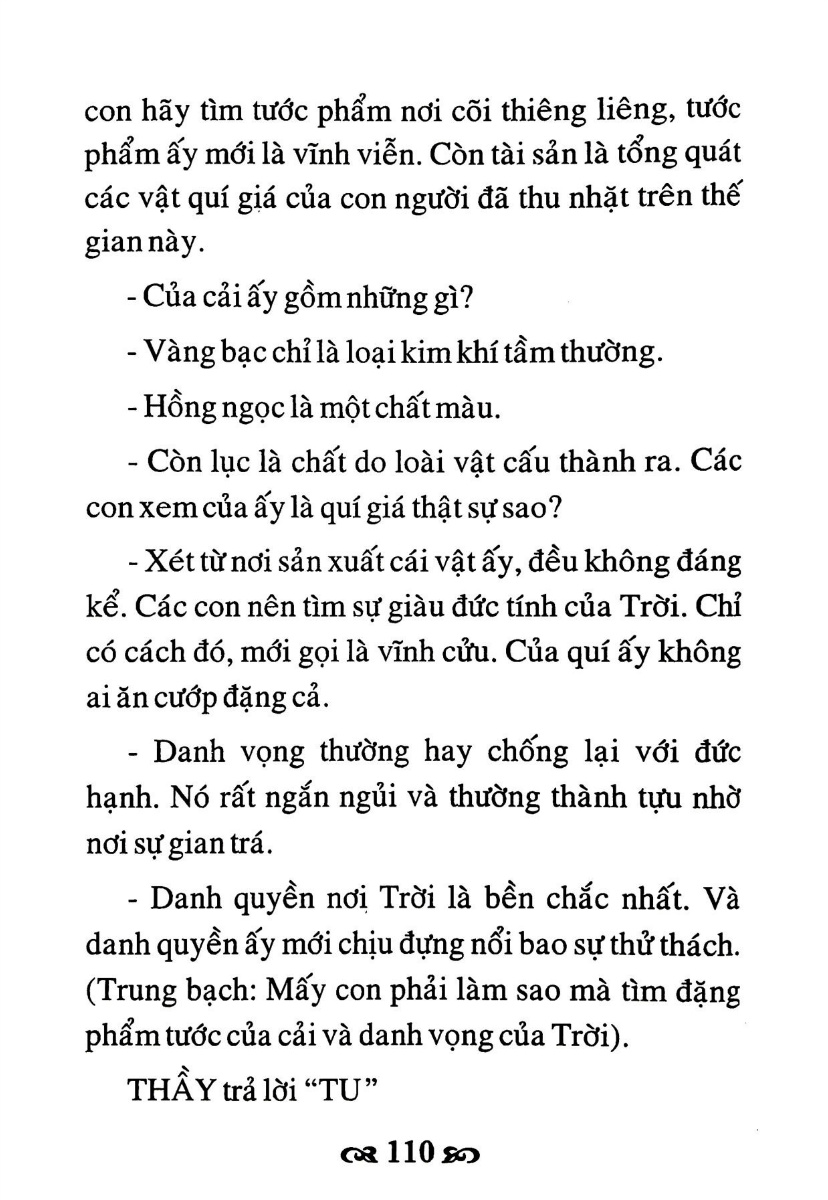 con hãy tìm tước phẩm nơi cõi thiêng liêng, tước
phẩm ấy mới là vĩnh viễn. Còn tài sản là tổng quát
các vật quí giá của con người đã thu nhặt trên thế
gian này.
- Của cải ấy gồm những gì?
- Vàng bạc chỉ là loại kim khí tầm thường.
- Hồng ngọc là một chất màu.
- Còn lục là chất do loài vật cấu thành ra. Các
con xem của ấy là quí giá thật sự sao?
- Xét từ nơi sản xuất cái vật ấy, đều không đáng
kể. Các con nên tìm sự giàu đức tính của Trời. Chỉ
có cách đó, mới gọi là vĩnh cửu. Của quí ấy không
ai ăn cướp đặng cả.
- Danh vọng thường hay chống lại với đức
hạnh. Nó rất ngắn ngủi và thường thành tựu nhờ
nơi sự gian trá.
- Danh quyền nơi Trời là bền chắc nhất. Và
danh quyền ấy mới chịu đựng nổi bao sự thử thách.
(Trung bạch: Mấy con phải làm sao mà tìm đặng
phẩm tước của cải và danh vọng của Trời).
THẦY trả lời “TU”
110